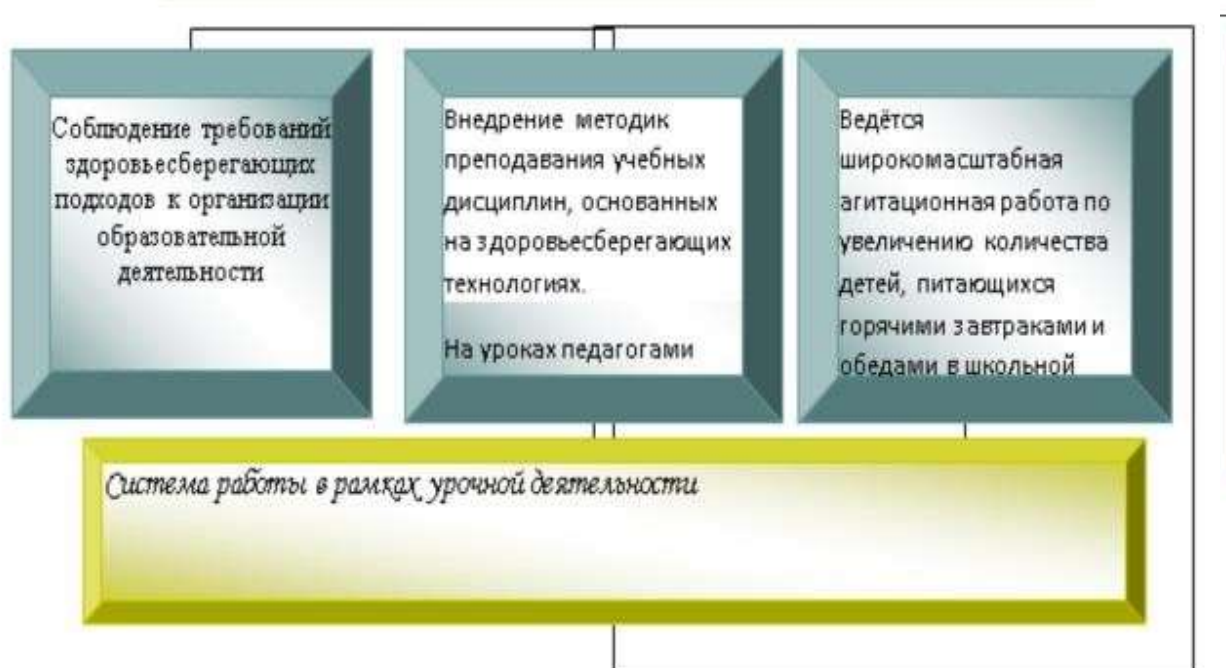 Соблюдение требований
здоровьесберегающих
подходов к организации
образовательной
деятельности
Внедрение методик
преподавания учебных
дисциплин, основанных
на здоровьесберегающих
технологиях.
На уроках педагогами
Ведётся
широкомасштабная
агитационная работа по
увеличению количества
детей, питающихся
горячими завтраками и
обедами в школьной
Система работы в рамках урочной деятельности